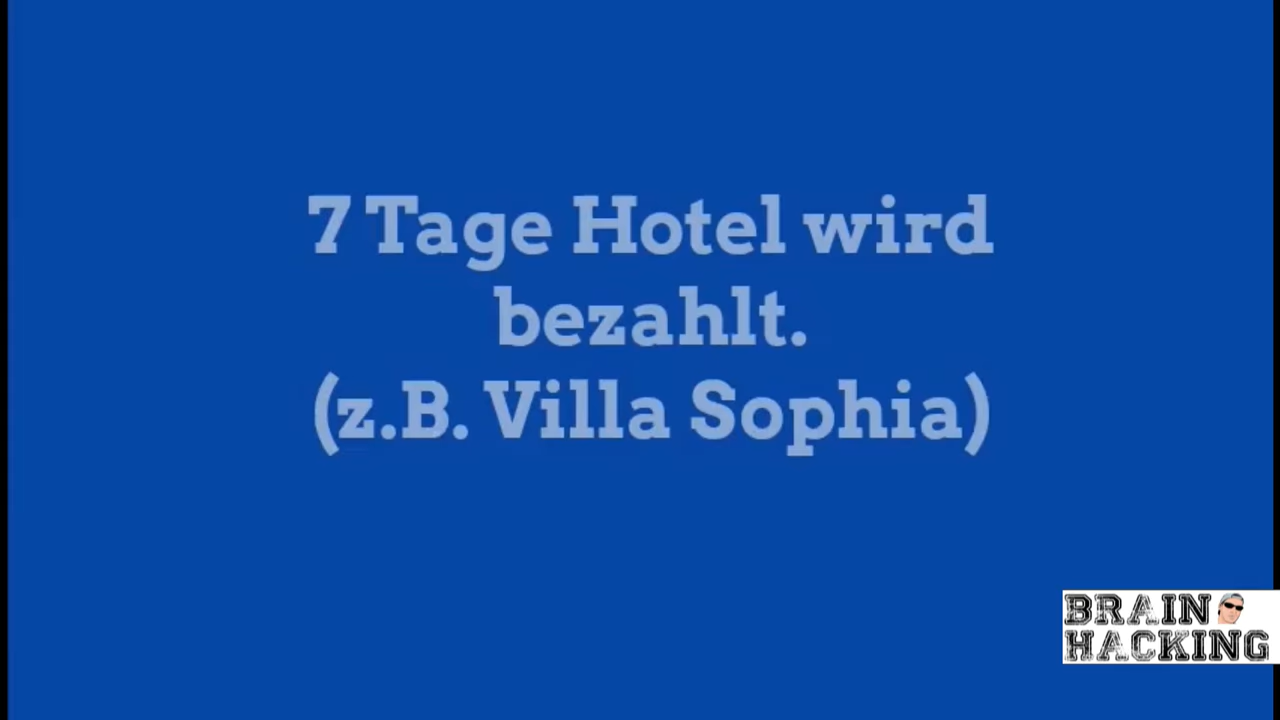 7 Tage Hotel wird
bezahlt.
(z.B. Villa Sophia)
BRAIN
HACKING